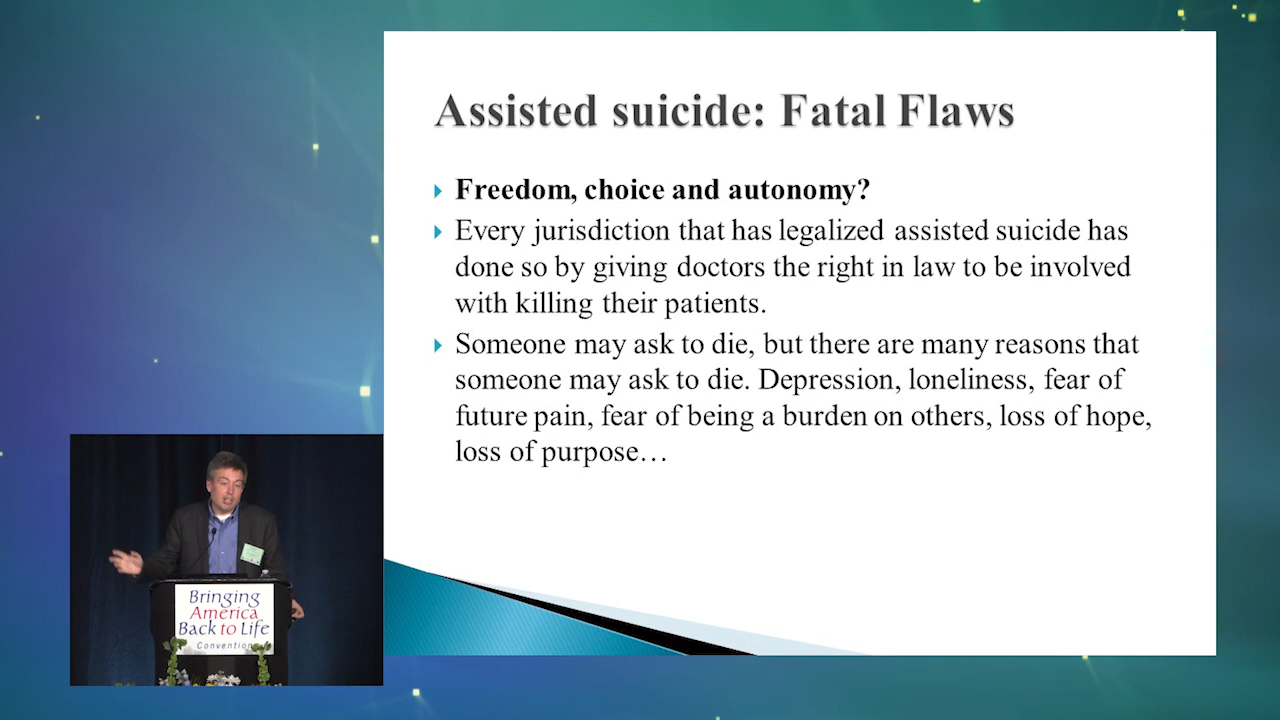 Assisted suicide: Fatal Flaws
Freedom, choice and autonomy?
Every jurisdiction that has legalized assisted suicide has
done so by giving doctors the right in law to be involved
with killing their patients.
Someone may ask to die, but there are many reasons that
someone may ask to die. Depression, loneliness, fear of
future pain, fear of being a burden on others, loss of hope,
loss of purpose…
Bringing
America
Back to Life
Convention